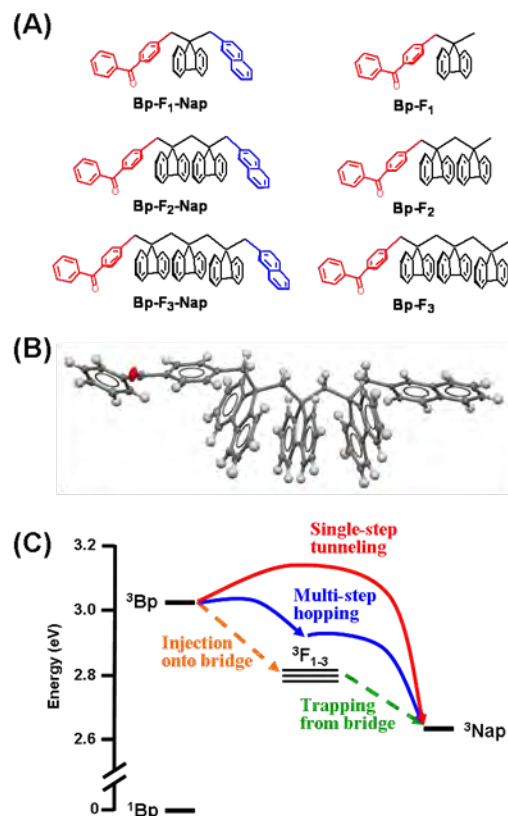 (A)
Bp-F₁-Nap
Bp-F₁
Bp-F₂-Nap
Bp-F₂
Bp-F₃-Nap
Bp-F₃
(B)
(C)
Energy (eV)
3.2
3.0
2.8
2.6
0
³Bp
¹Bp
Single-step
tunneling
Multi-step
hopping
Injection
onto bridge
³F₁₋₃
Trapping
from bridge
³Nap
O
O
O